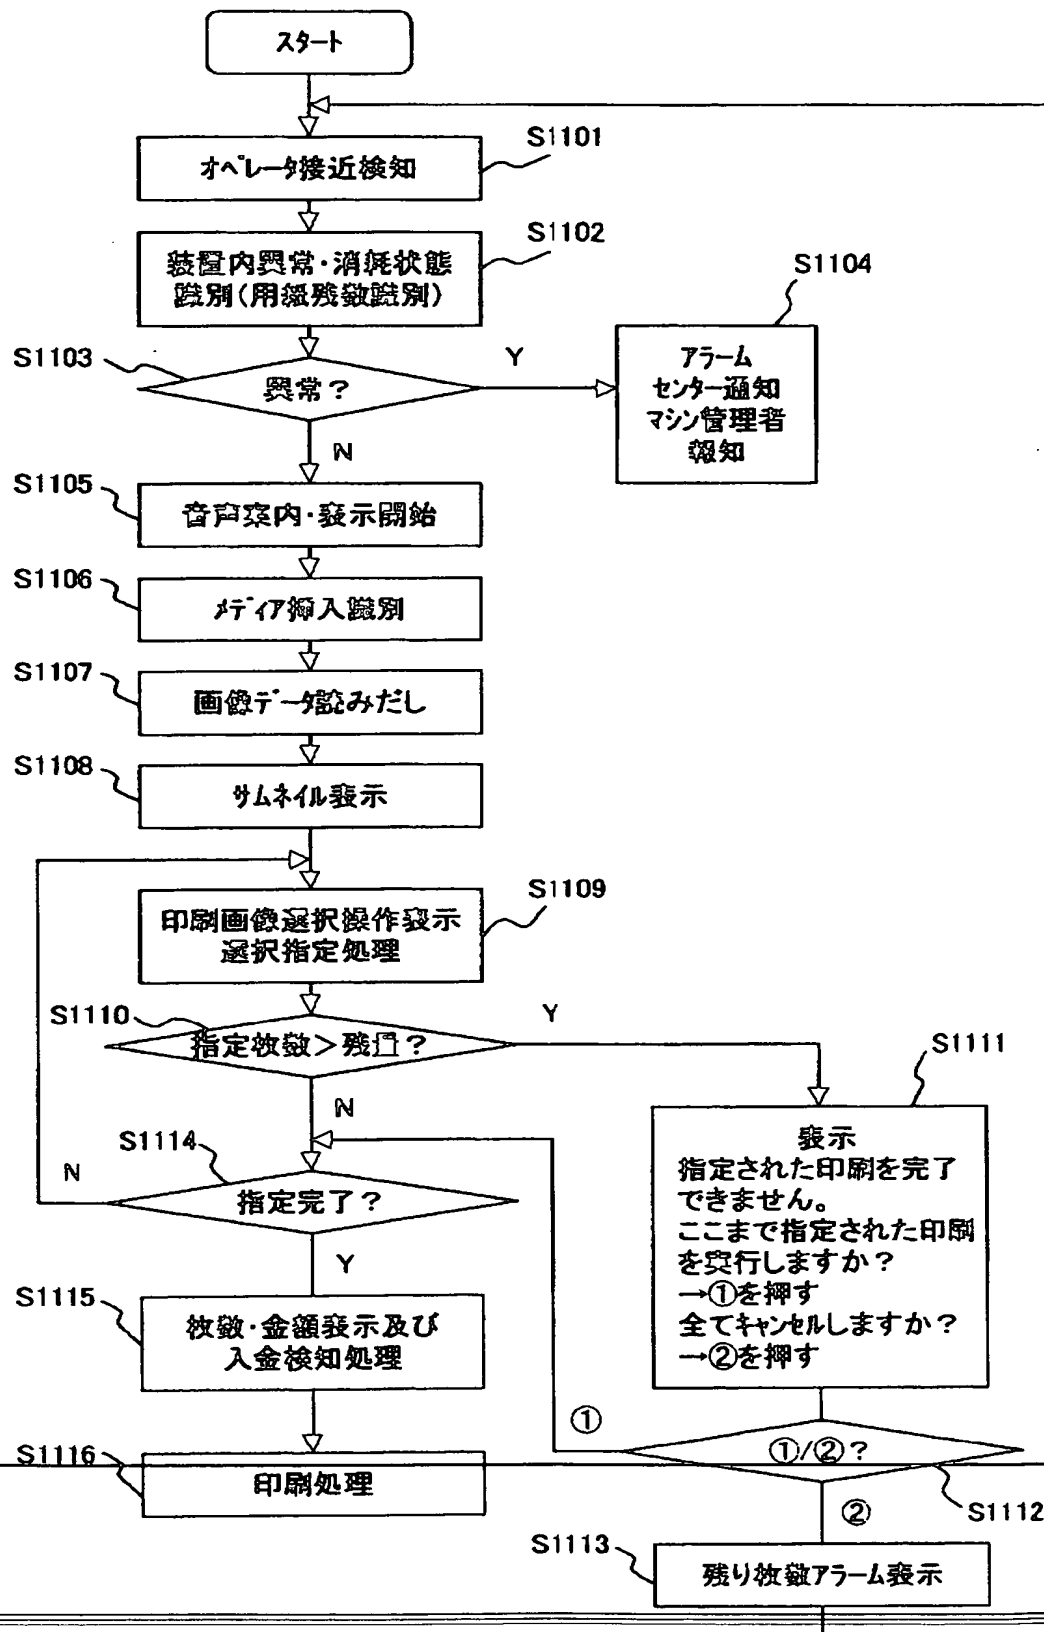 スタート
S1101
オペレータ接近検知
S1102
装置内異常・消耗状態
識別(用紙残数識別)
S1103
異常?
Y
N
S1104
アラーム
センター通知
マシン管理者
報知
S1105
音声案内・表示開始
S1106
メディア挿入識別
S1107
画像データ読みだし
S1108
サムネイル表示
S1109
印刷画像選択操作表示
選択指定処理
S1110
指定枚数>残量?
Y
N
S1111
表示
指定された印刷を完了
できません。
ここまで指定された印刷
を実行しますか?
→①を押す
全てキャンセルしますか?
→②を押す
S1114
指定完了?
N
Y
S1115
枚数・金額表示及び
入金検知処理
①
①/②?
S1112
②
S1116
印刷処理
S1113
残り枚数アラーム表示